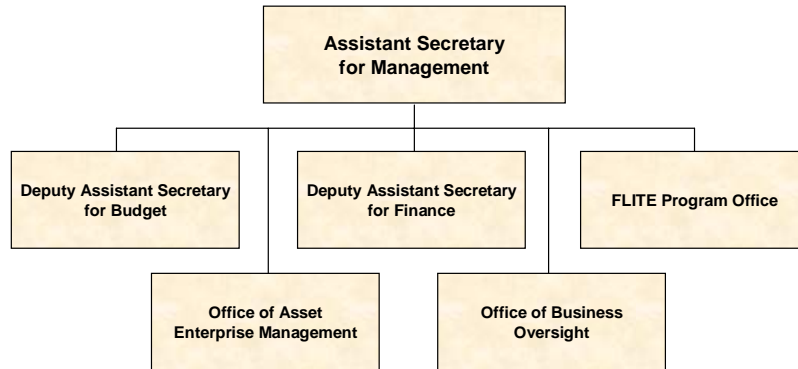 Assistant Secretary
for Management
Deputy Assistant Secretary
for Budget
Deputy Assistant Secretary
for Finance
FLITE Program Office
Office of Asset
Enterprise Management
Office of Business
Oversight